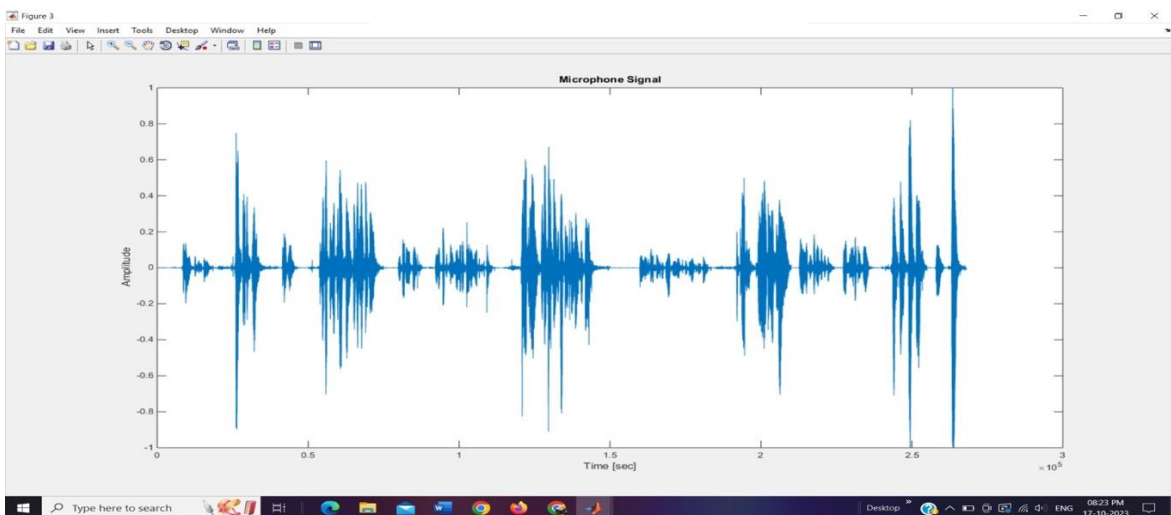 Figure 3
File Edit View Insert Tools Desktop Window Help
Microphone Signal
1
0.8
0.6
0.4
0.2
0
-0.2
-0.4
-0.6
-0.8
-1
Amplitude
0 0.5 1 1.5 2 2.5 3
Time [sec]
×10⁵
Type here to search
Desktop
ENG
08:23 PM
17-10-2023